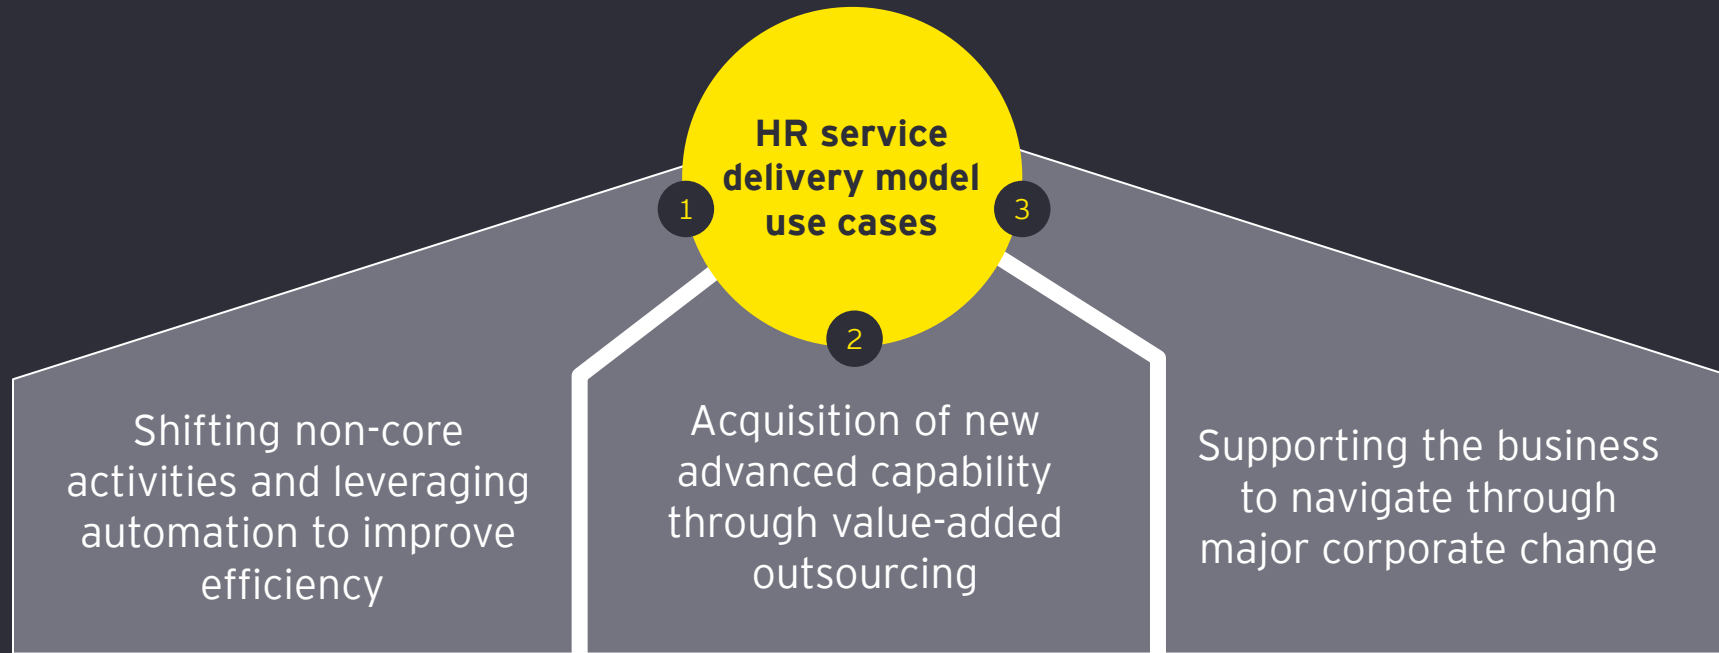 HR service
delivery model
use cases
1
Shifting non-core
activities and leveraging
automation to improve
efficiency
2
Acquisition of new
advanced capability
through value-added
outsourcing
3
Supporting the business
to navigate through
major corporate change